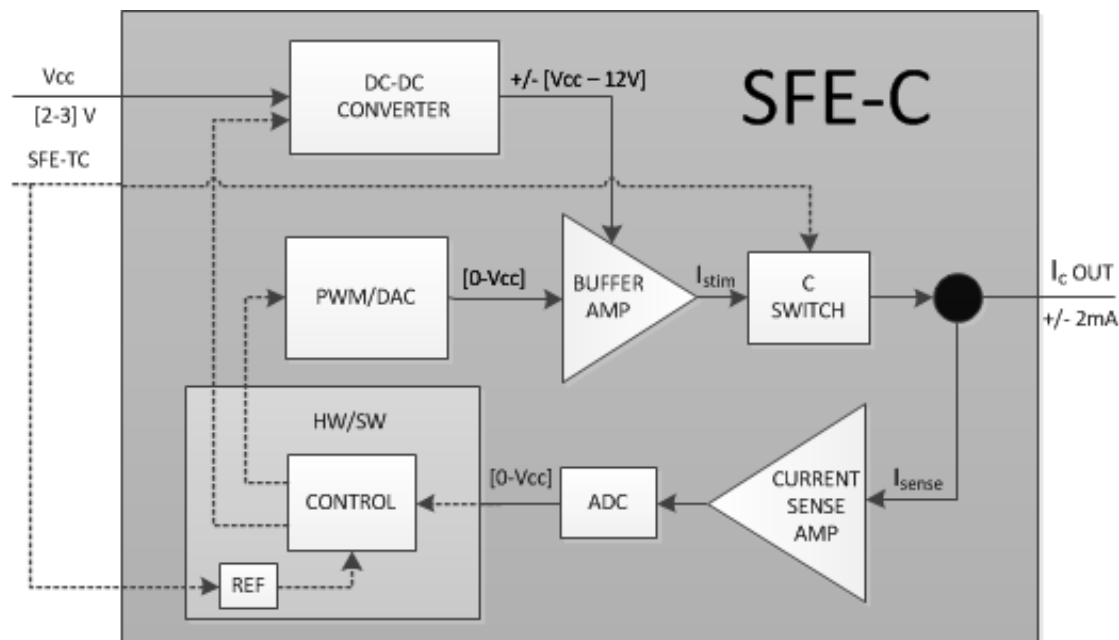 Vcc
[2-3] V
SFE-TC
DC-DC
CONVERTER
+/- [Vcc – 12V]
SFE-C
PWM/DAC
[0-Vcc]
BUFFER
AMP
Istim
C
SWITCH
Ic OUT
+/- 2mA
HW/SW
CONTROL
[0-Vcc]
ADC
CURRENT
SENSE
AMP
Isense
REF